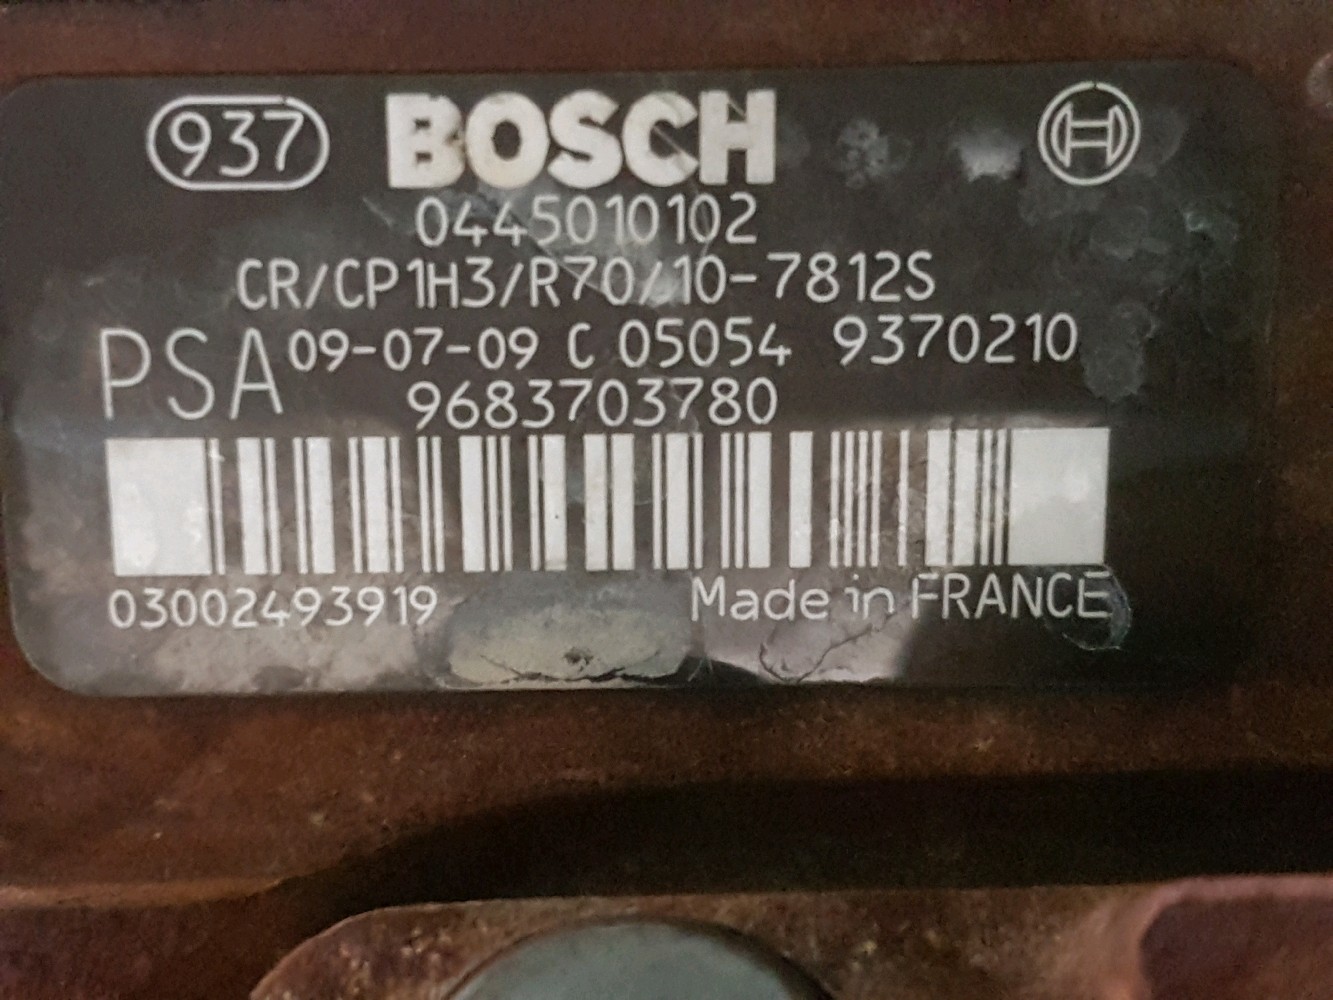 937 BOSCH
0445010102
CR/CP1H3/R70/10-7812S
PSA 09-07-09 C 05054 9370210
9683703780
03002493919 Made in FRANCE